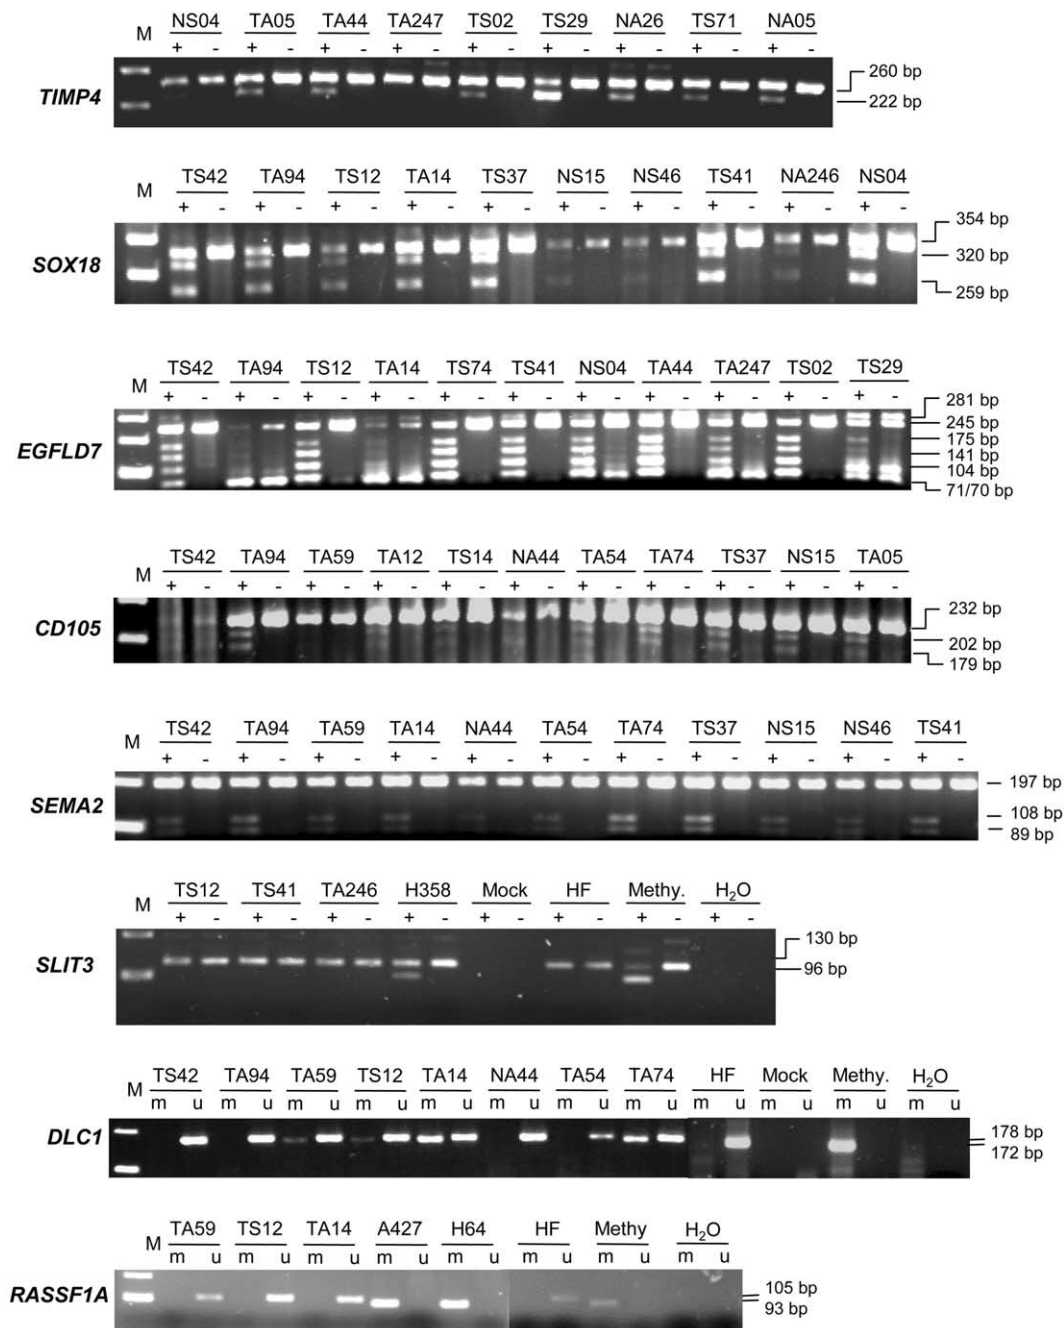 M NS04 TA05 TA44 TA247 TS02 TS29 NA26 TS71 NA05
+ - + - + - + - + - + - + - + - + -
TIMP4
260 bp
222 bp
M TS42 TA94 TS12 TA14 TS37 NS15 NS46 TS41 NA246 NS04
+ - + - + - + - + - + - + - + - + - + -
SOX18
354 bp
320 bp
259 bp
M TS42 TA94 TS12 TA14 TS74 TS41 NS04 TA44 TA247 TS02 TS29
+ - + - + - + - + - + - + - + - + - + - + -
EGFLD7
281 bp
245 bp
175 bp
141 bp
104 bp
71/70 bp
M TS42 TA94 TA59 TA12 TS14 NA44 TA54 TA74 TS37 NS15 TA05
+ - + - + - + - + - + - + - + - + - + - + -
CD105
232 bp
202 bp
179 bp
M TS42 TA94 TA59 TA14 NA44 TA54 TA74 TS37 NS15 NS46 TS41
+ - + - + - + - + - + - + - + - + - + - + -
SEMA2
197 bp
108 bp
89 bp
M TS12 TS41 TA246 H358 Mock HF Methy. H₂O
+ - + - + - + - + - + - + - + -
SLIT3
130 bp
96 bp
M TS42 TA94 TA59 TS12 TA14 NA44 TA54 TA74 HF Mock Methy. H₂O
m u m u m u m u m u m u m u m u m u m u m u m u
DLC1
178 bp
172 bp
M TA59 TS12 TA14 A427 H64 HF Methy H₂O
m u m u m u m u m u m u m u m u
RASSF1A
105 bp
93 bp